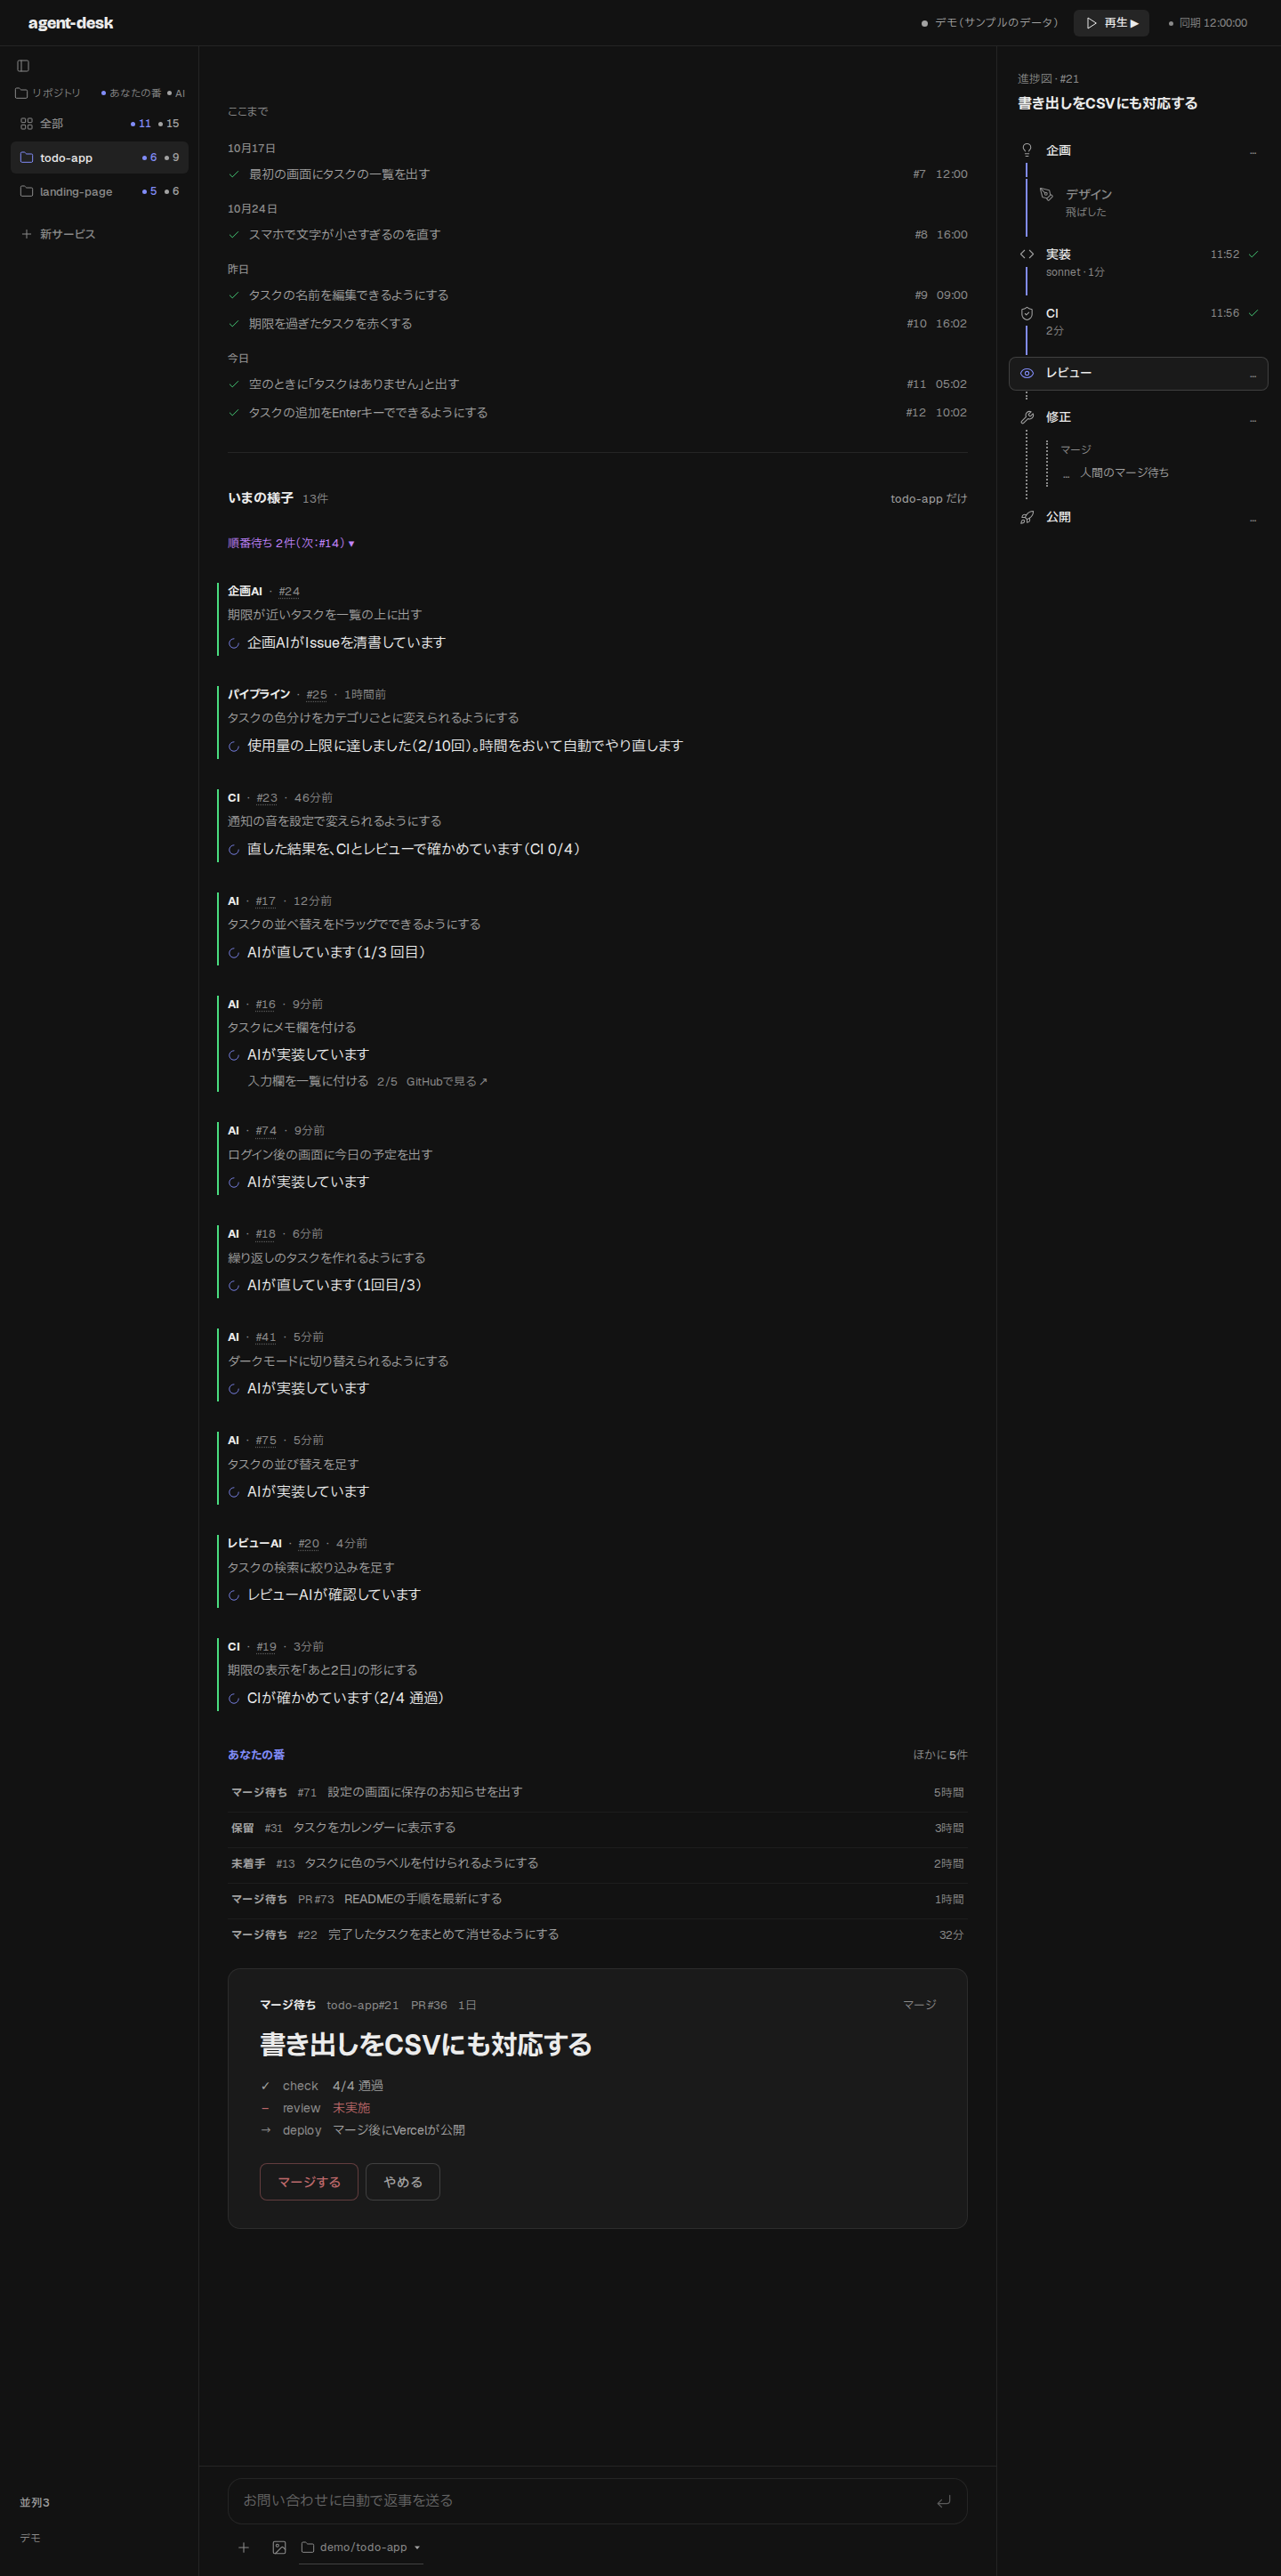 agent-desk
デモ（サンプルのデータ） 再生 ▶ 同期 12:00:00
リポジトリ あなたの番 AI
全部 11 15
todo-app 6 9
landing-page 5 6
新サービス
ここまで
10月17日
最初の画面にタスクの一覧を出す #7 12:00
10月24日
スマホで文字が小さすぎるのを直す #8 16:00
昨日
タスクの名前を編集できるようにする #9 09:00
期限を過ぎたタスクを赤くする #10 16:02
今日
空のときに「タスクはありません」と出す #11 05:02
タスクの追加をEnterキーでできるようにする #12 10:02
いまの様子 13件 todo-app だけ
順番待ち 2件（次：#14）▾
企画AI · #24
期限が近いタスクを一覧の上に出す
企画AIがIssueを清書しています
パイプライン · #25 · 1時間前
タスクの色分けをカテゴリごとに変えられるようにする
使用量の上限に達しました（2/10回）。時間をおいて自動でやり直します
CI · #23 · 46分前
通知の音を設定で変えられるようにする
直した結果を、CIとレビューで確かめています（CI 0/4）
AI · #17 · 12分前
タスクの並べ替えをドラッグでできるようにする
AIが直しています（1/3 回目）
AI · #16 · 9分前
タスクにメモ欄を付ける
AIが実装しています
入力欄を一覧に付ける 2/5 GitHubで見る ↗
AI · #74 · 9分前
ログイン後の画面に今日の予定を出す
AIが実装しています
AI · #18 · 6分前
繰り返しのタスクを作れるようにする
AIが直しています（1回目/3）
AI · #41 · 5分前
ダークモードに切り替えられるようにする
AIが実装しています
AI · #75 · 5分前
タスクの並び替えを足す
AIが実装しています
レビューAI · #20 · 4分前
タスクの検索に絞り込みを足す
レビューAIが確認しています
CI · #19 · 3分前
期限の表示を「あと2日」の形にする
CIが確かめています（2/4 通過）
あなたの番 ほかに 5件
マージ待ち #71 設定の画面に保存のお知らせを出す 5時間
保留 #31 タスクをカレンダーに表示する 3時間
未着手 #13 タスクに色のラベルを付けられるようにする 2時間
マージ待ち PR #73 READMEの手順を最新にする 1時間
マージ待ち #22 完了したタスクをまとめて消せるようにする 32分
マージ待ち todo-app#21 PR #36 1日 マージ
書き出しをCSVにも対応する
✓ check 4/4 通過
– review 未実施
→ deploy マージ後にVercelが公開
マージする やめる
お問い合わせに自動で返事を送る
demo/todo-app
並列3
デモ
進捗図 · #21
書き出しをCSVにも対応する
企画 …
デザイン
飛ばした
実装 11:52
sonnet · 1分
CI 11:56
2分
レビュー …
修正 …
マージ
… 人間のマージ待ち
公開 …